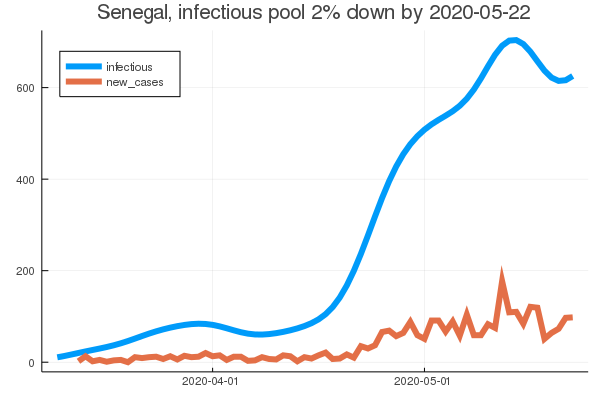 Senegal, infectious pool 2% down by 2020-05-22
infectious
new_cases
600
400
200
0
2020-04-01
2020-05-01